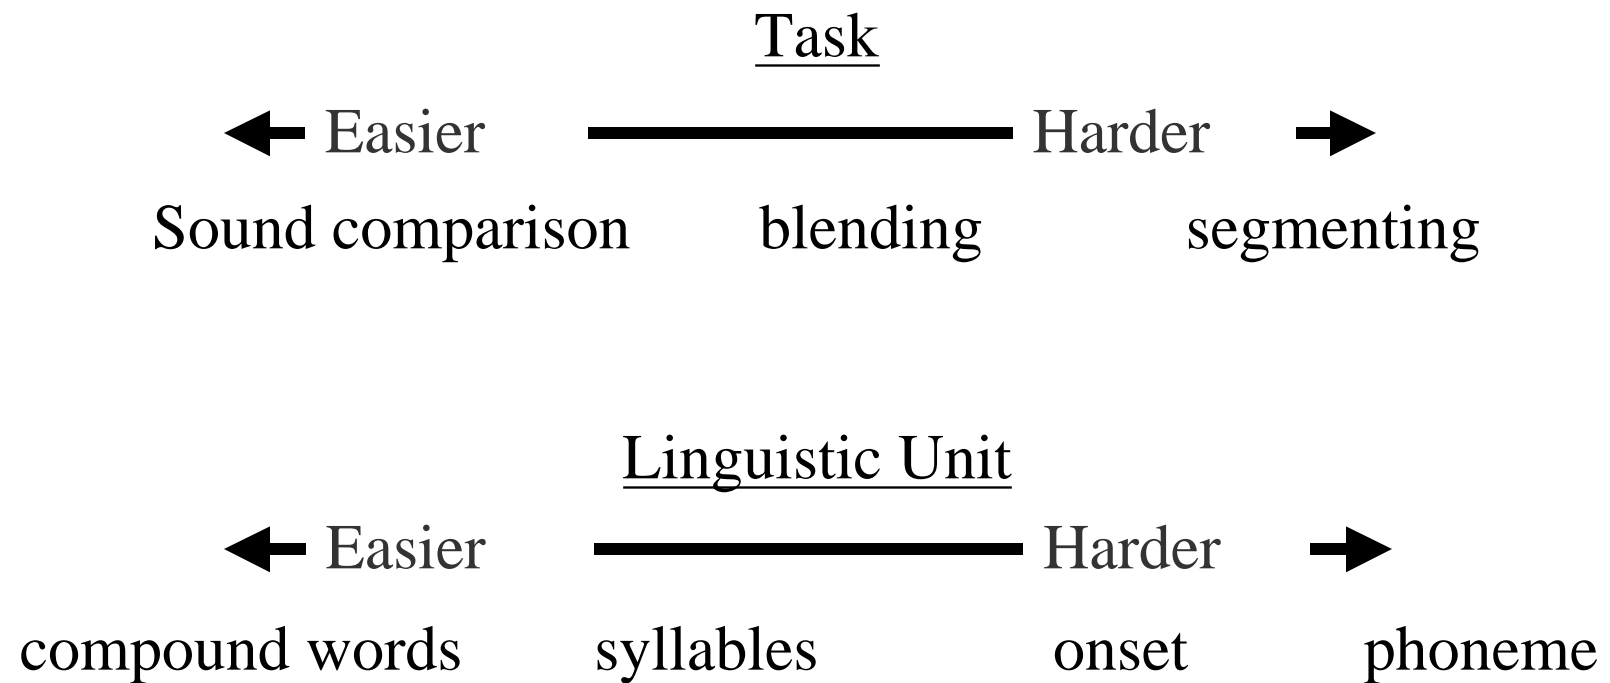 Task
Easier Harder
Sound comparison blending segmenting
Linguistic Unit
Easier Harder
compound words syllables onset phoneme